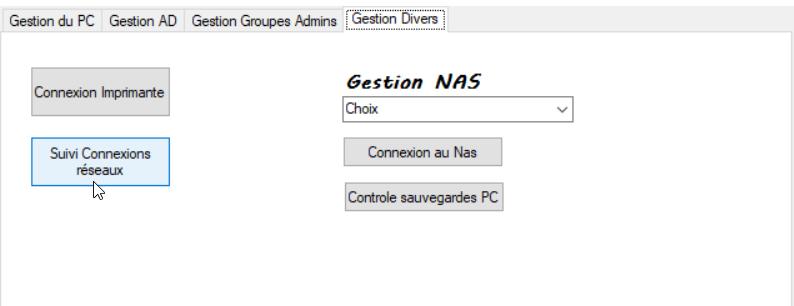 Gestion du PC
Gestion AD
Gestion Groupes Admins
Gestion Divers
Connexion Imprimante
Suivi Connexions
réseaux
Gestion NAS
Choix
Connexion au Nas
Controle sauvegardes PC